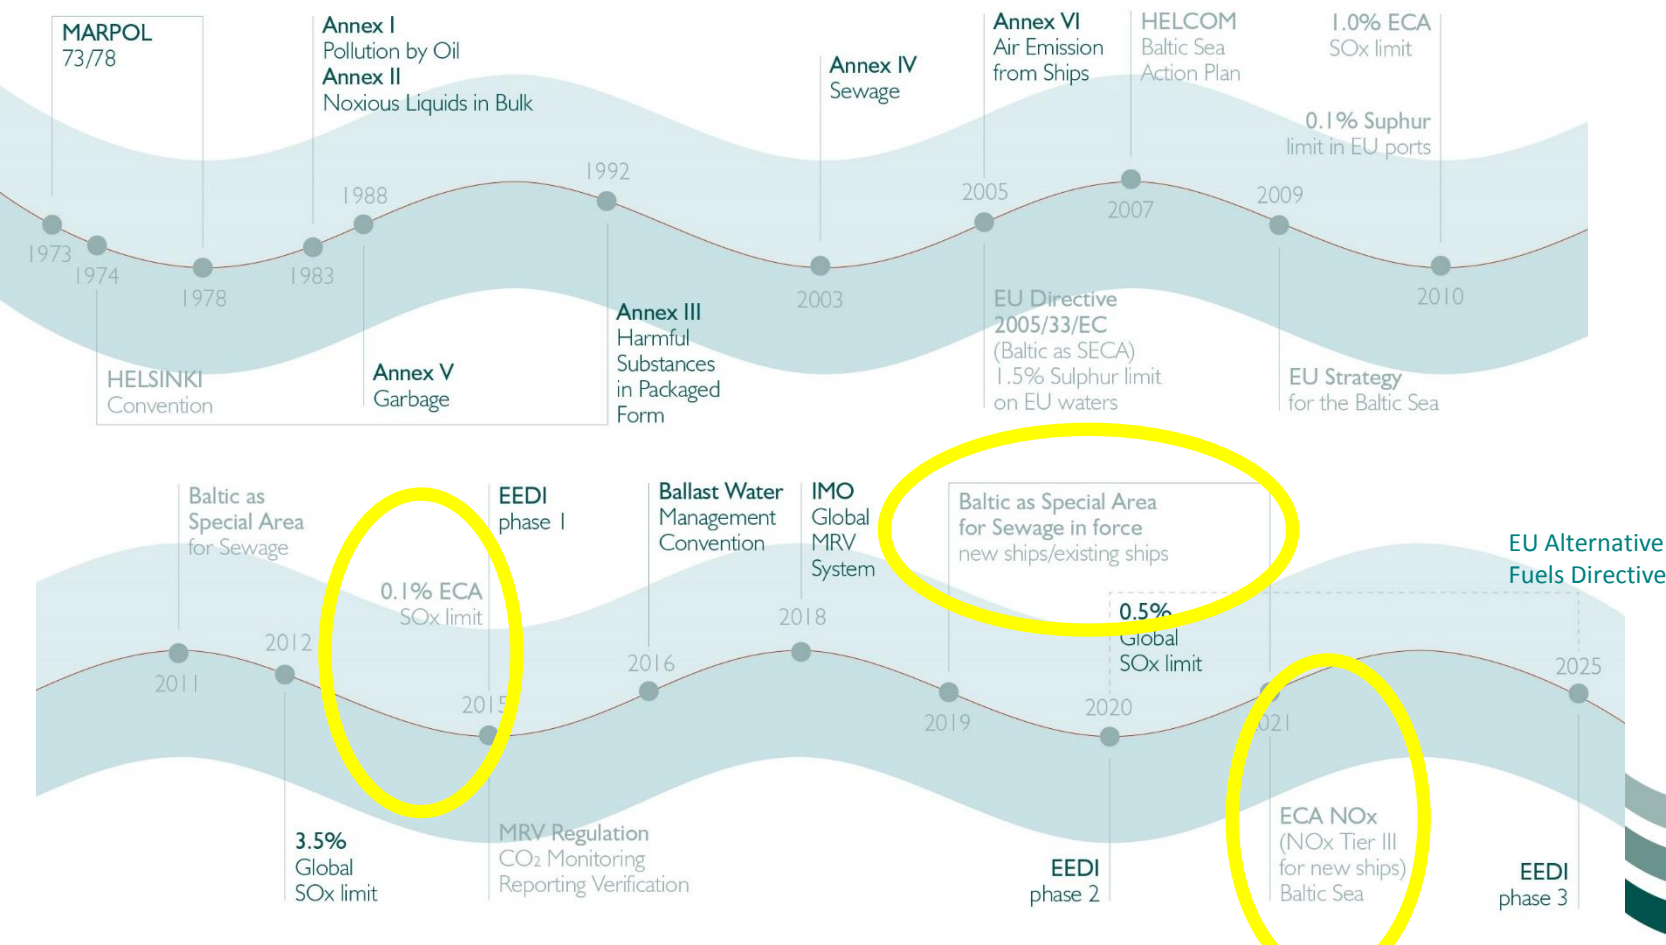 MARPOL
73/78
Annex I
Pollution by Oil
Annex II
Noxious Liquids in Bulk
Annex IV
Sewage
Annex VI
Air Emission
from Ships
HELCOM
Baltic Sea
Action Plan
1.0% ECA
SOx limit
0.1% Suphur
limit in EU ports
1973
1974
1978
1983
1988
1992
2003
2005
2007
2009
2010
HELSINKI
Convention
Annex V
Garbage
Annex III
Harmful
Substances
in Packaged
Form
EU Directive
2005/33/EC
(Baltic as SECA)
1.5% Sulphur limit
on EU waters
EU Strategy
for the Baltic Sea
Baltic as
Special Area
for Sewage
0.1% ECA
SOx limit
EEDI
phase 1
Ballast Water
Management
Convention
IMO
Global
MRV
System
Baltic as Special Area
for Sewage in force
new ships/existing ships
0.5%
Global
SOx limit
EU Alternative
Fuels Directive
2011
2012
2015
2016
2018
2019
2020
2021
2025
3.5%
Global
SOx limit
MRV Regulation
CO2 Monitoring
Reporting Verification
EEDI
phase 2
ECA NOx
(NOx Tier III
for new ships)
Baltic Sea
EEDI
phase 3